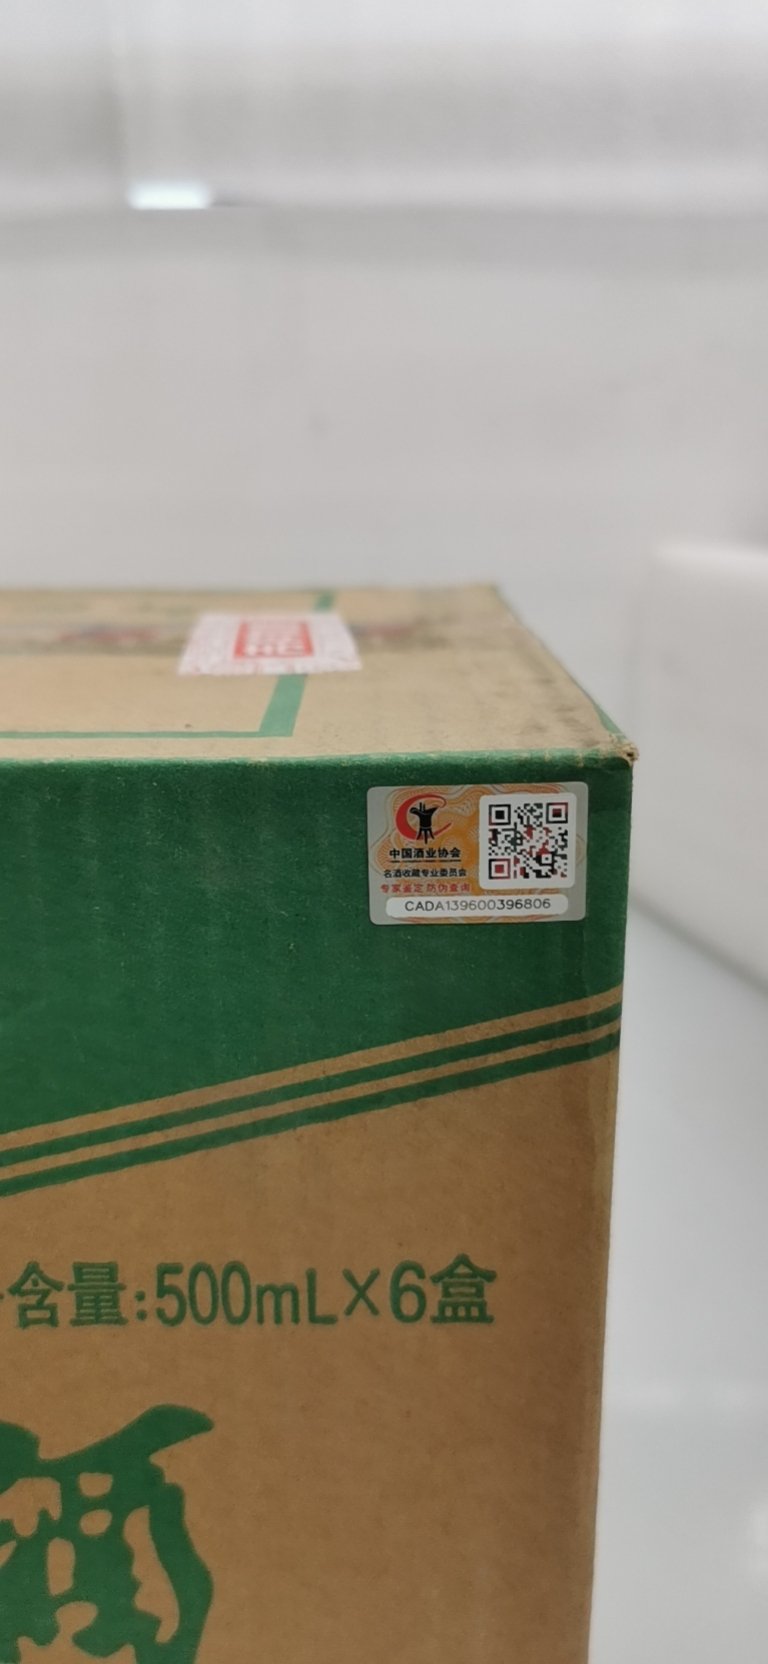 中国酒业协会
名酒收藏专业委员会
专家鉴定 防伪查询
CADA139600396806
含量:500mL×6盒
酒